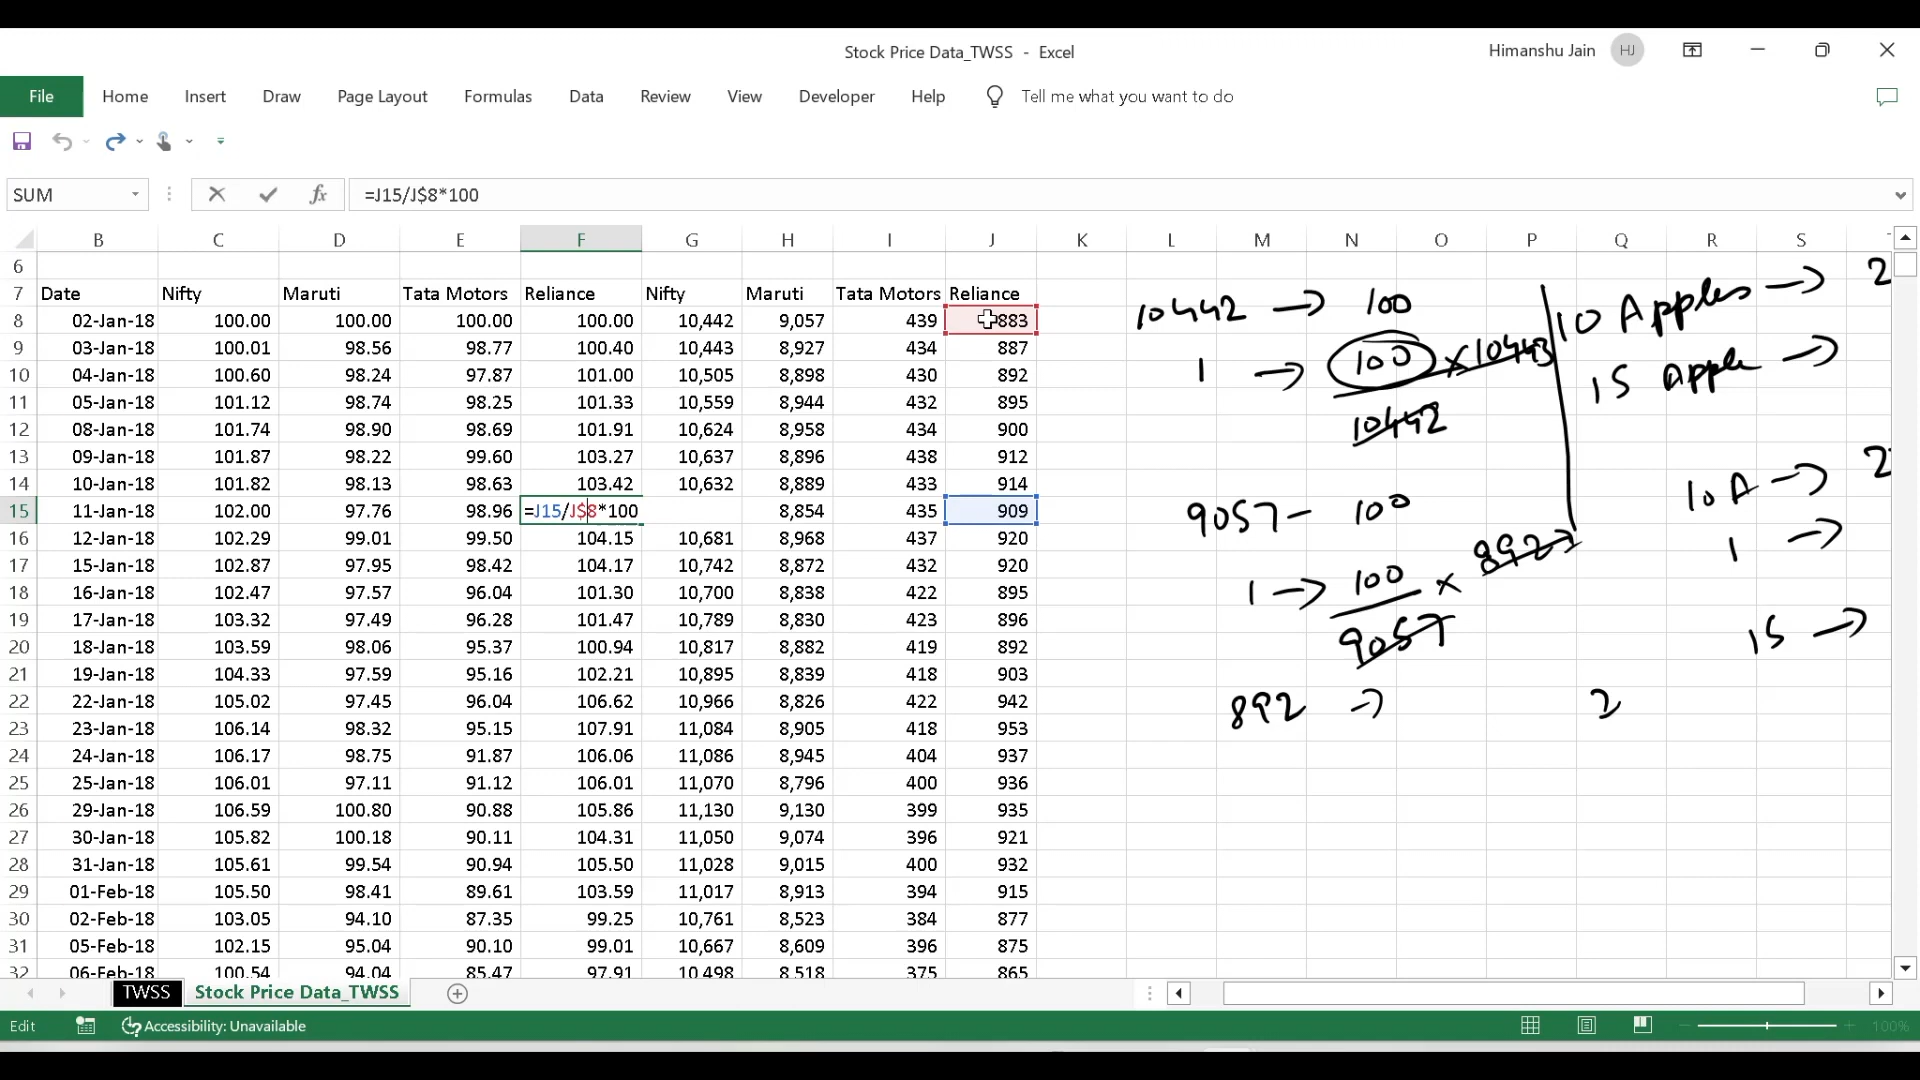 Stock Price Data_TWSS - Excel
Himanshu Jain HJ
File Home Insert Draw Page Layout Formulas Data Review View Developer Help Tell me what you want to do
SUM fx =J15/J$8*100
B C D E F G H I J K L M N O P Q R S
6
7 Date Nifty Maruti Tata Motors Reliance Nifty Maruti Tata Motors Reliance
8 02-Jan-18 100.00 100.00 100.00 100.00 10,442 9,057 439 883
9 03-Jan-18 100.01 98.56 98.77 100.40 10,443 8,927 434 887
10 04-Jan-18 100.60 98.24 97.87 101.00 10,505 8,898 430 892
11 05-Jan-18 101.12 98.74 98.25 101.33 10,559 8,944 432 895
12 08-Jan-18 101.74 98.90 98.69 101.91 10,624 8,958 434 900
13 09-Jan-18 101.87 98.22 99.60 103.27 10,637 8,896 438 912
14 10-Jan-18 101.82 98.13 98.63 103.42 10,632 8,889 433 914
15 11-Jan-18 102.00 97.76 98.96 =J15/J$8*100 8,854 435 909
16 12-Jan-18 102.29 99.01 99.50 104.15 10,681 8,968 437 920
17 15-Jan-18 102.87 97.95 98.42 104.17 10,742 8,872 432 920
18 16-Jan-18 102.47 97.57 96.04 101.30 10,700 8,838 422 895
19 17-Jan-18 103.32 97.49 96.28 101.47 10,789 8,830 423 896
20 18-Jan-18 103.59 98.06 95.37 100.94 10,817 8,882 419 892
21 19-Jan-18 104.33 97.59 95.16 102.21 10,895 8,839 418 903
22 22-Jan-18 105.02 97.45 96.04 106.62 10,966 8,826 422 942
23 23-Jan-18 106.14 98.32 95.15 107.91 11,084 8,905 418 953
24 24-Jan-18 106.17 98.75 91.87 106.06 11,086 8,945 404 937
25 25-Jan-18 106.01 97.11 91.12 106.01 11,070 8,796 400 936
26 29-Jan-18 106.59 100.80 90.88 105.86 11,130 9,130 399 935
27 30-Jan-18 105.82 100.18 90.11 104.31 11,050 9,074 396 921
28 31-Jan-18 105.61 99.54 90.94 105.50 11,028 9,015 400 932
29 01-Feb-18 105.50 98.41 89.61 103.59 11,017 8,913 394 915
30 02-Feb-18 103.05 94.10 87.35 99.25 10,761 8,523 384 877
31 05-Feb-18 102.15 95.04 90.10 99.01 10,667 8,609 396 875
32 06-Feb-18 100.54 94.04 85.47 97.91 10,498 8,518 375 865
10442 → 100
1 → 100 × 10443
10442
9057 - 100
1 → 100 × 8927
9057
892 → 2
10 Apples → 2
15 Apple →
10 A → 2
1 →
15 →
TWSS Stock Price Data_TWSS
Edit Accessibility: Unavailable 100%